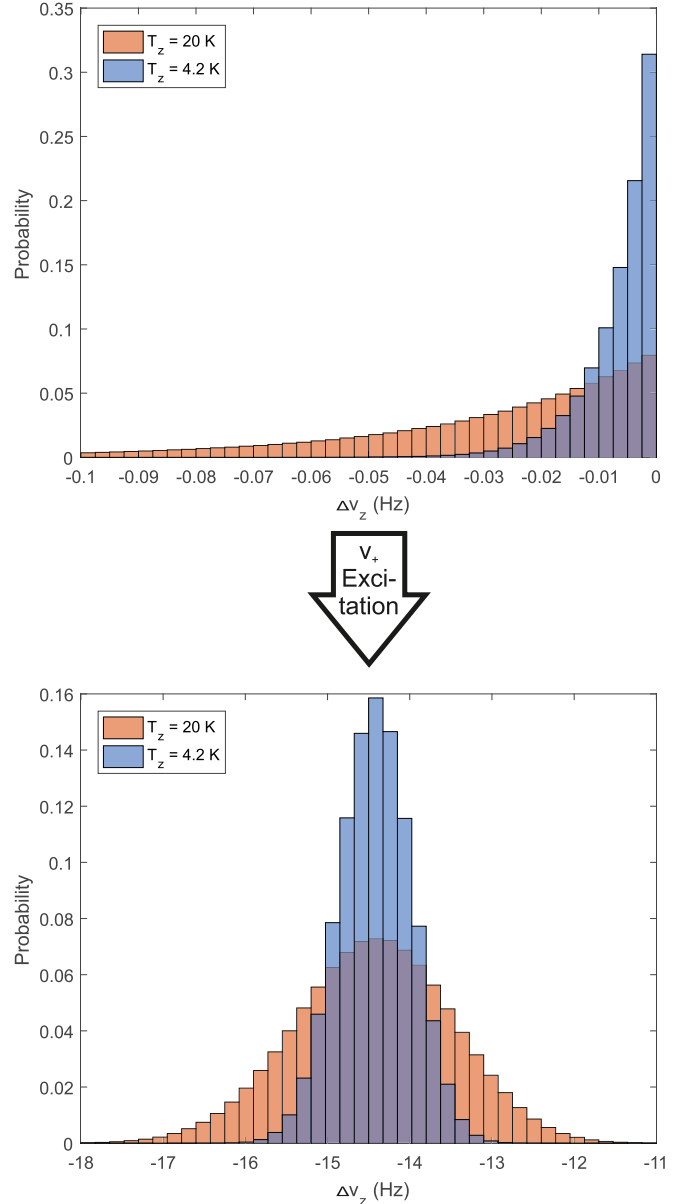 0.35
0.3
0.25
0.2
0.15
0.1
0.05
0
Probability
T_z = 20 K
T_z = 4.2 K
-0.1 -0.09 -0.08 -0.07 -0.06 -0.05 -0.04 -0.03 -0.02 -0.01 0
Δν_z (Hz)
ν₊
Exci-
tation
0.16
0.14
0.12
0.1
0.08
0.06
0.04
0.02
0
Probability
T_z = 20 K
T_z = 4.2 K
-18 -17 -16 -15 -14 -13 -12 -11
Δν_z (Hz)